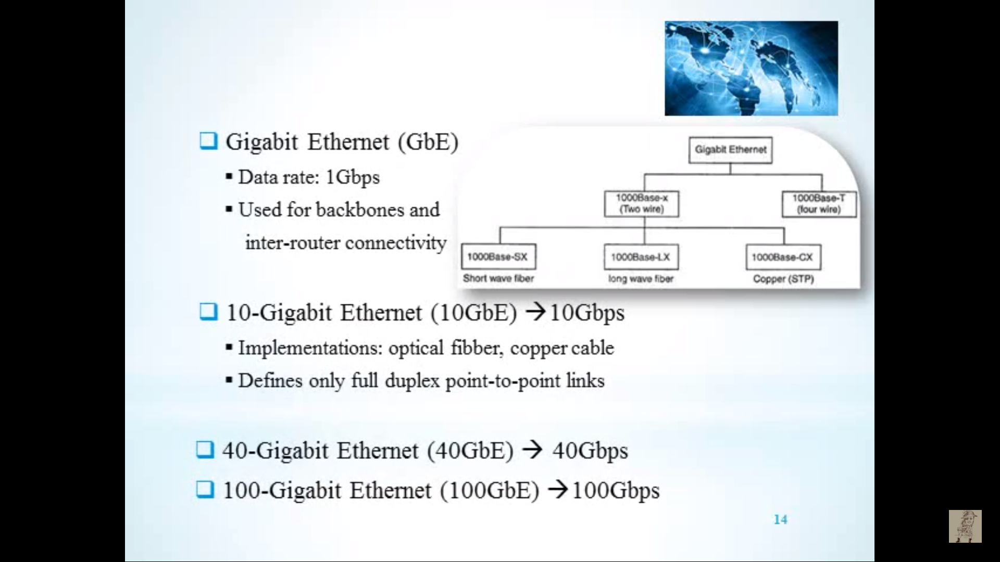 Gigabit Ethernet (GbE)
Data rate: 1Gbps
Used for backbones and
inter-router connectivity
Gigabit Ethernet
1000Base-x
(Two wire)
1000Base-T
(four wire)
1000Base-SX
1000Base-LX
1000Base-CX
Short wave fiber
long wave fiber
Copper (STP)
10-Gigabit Ethernet (10GbE) →10Gbps
Implementations: optical fibber, copper cable
Defines only full duplex point-to-point links
40-Gigabit Ethernet (40GbE) → 40Gbps
100-Gigabit Ethernet (100GbE) →100Gbps
14